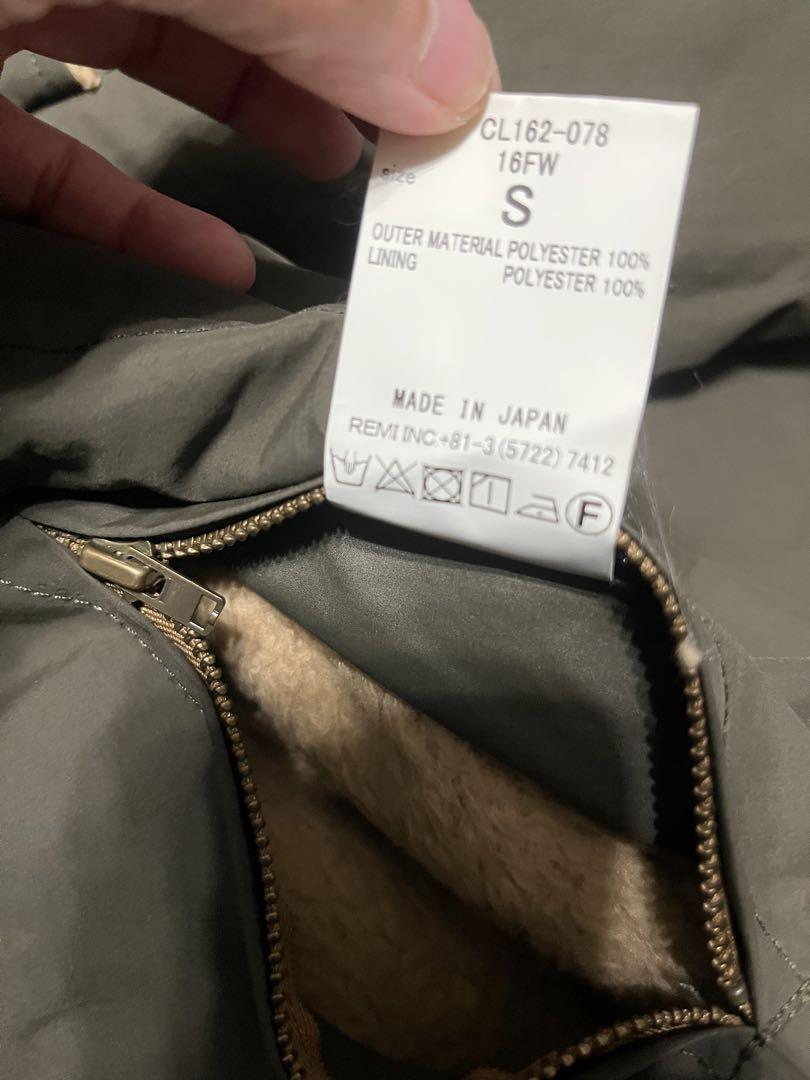 CL162-078
16FW
size
S
OUTER MATERIAL POLYESTER 100%
LINING POLYESTER 100%
MADE IN JAPAN
REMI INC.+81-3(5722)7412
F